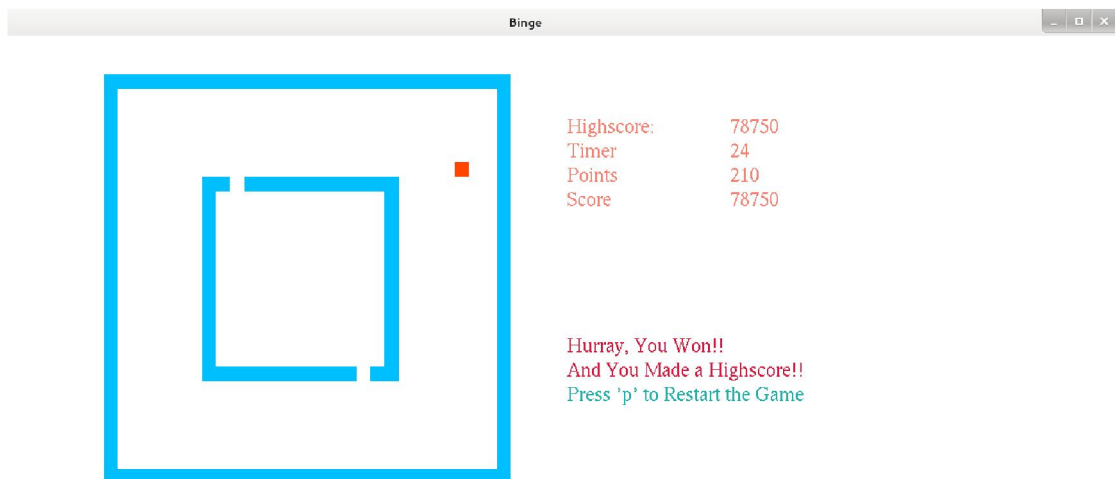 Binge
Highscore: 78750
Timer 24
Points 210
Score 78750
Hurray, You Won!!
And You Made a Highscore!!
Press 'p' to Restart the Game